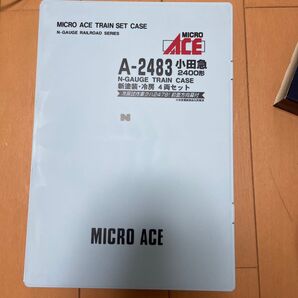 MICRO ACE TRAIN SET CASE
N-GAUGE RAILROAD SERIES
MICRO
ACE
A-2483 小田急
2400形
N-GAUGE TRAIN CASE
新塗装・冷房 4両セット
N
MICRO ACE